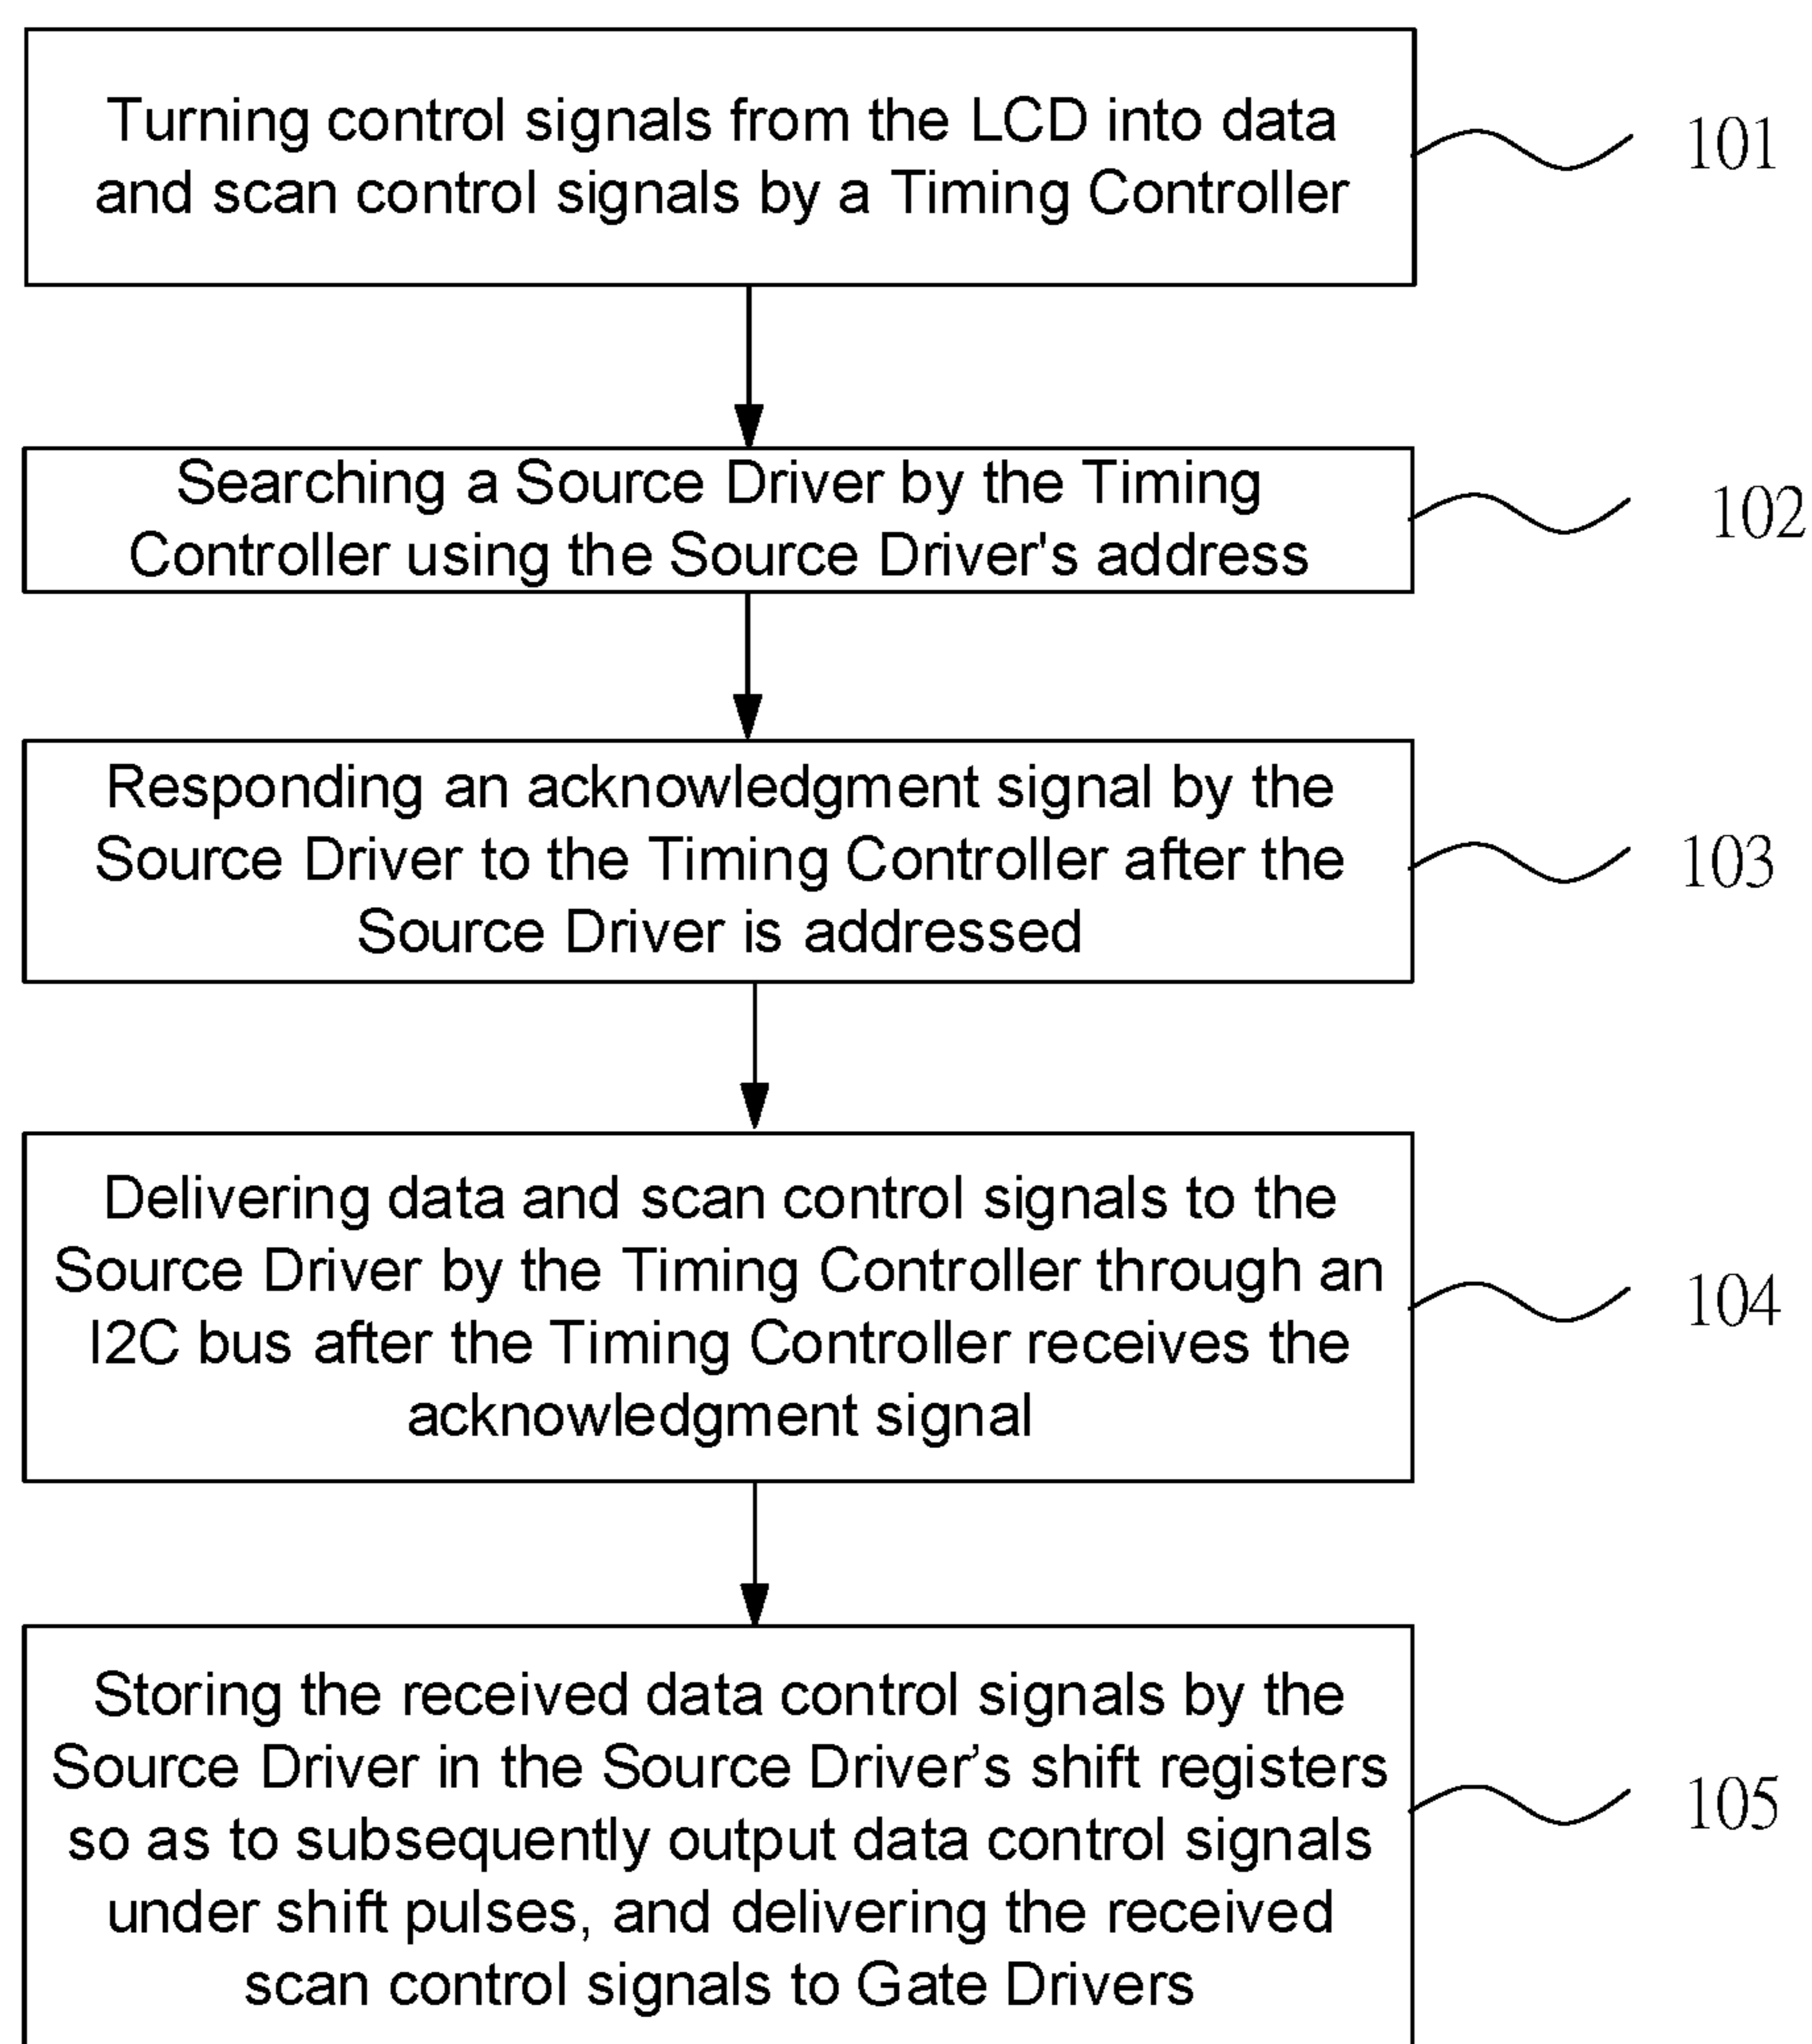 Turning control signals from the LCD into data
and scan control signals by a Timing Controller
101
Searching a Source Driver by the Timing
Controller using the Source Driver's address
102
Responding an acknowledgment signal by the
Source Driver to the Timing Controller after the
Source Driver is addressed
103
Delivering data and scan control signals to the
Source Driver by the Timing Controller through an
I2C bus after the Timing Controller receives the
acknowledgment signal
104
Storing the received data control signals by the
Source Driver in the Source Driver’s shift registers
so as to subsequently output data control signals
under shift pulses, and delivering the received
scan control signals to Gate Drivers
105